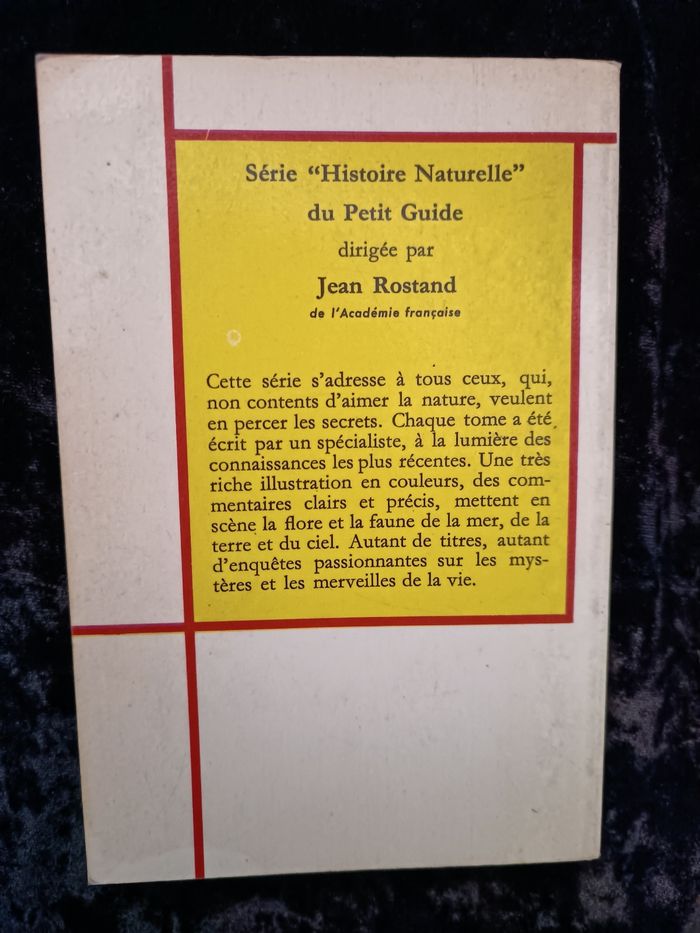 Série “Histoire Naturelle”
du Petit Guide
dirigée par
Jean Rostand
de l'Académie française
Cette série s'adresse à tous ceux, qui,
non contents d'aimer la nature, veulent
en percer les secrets. Chaque tome a été
écrit par un spécialiste, à la lumière des
connaissances les plus récentes. Une très
riche illustration en couleurs, des com-
mentaires clairs et précis, mettent en
scène la flore et la faune de la mer, de la
terre et du ciel. Autant de titres, autant
d'enquêtes passionnantes sur les mys-
tères et les merveilles de la vie.